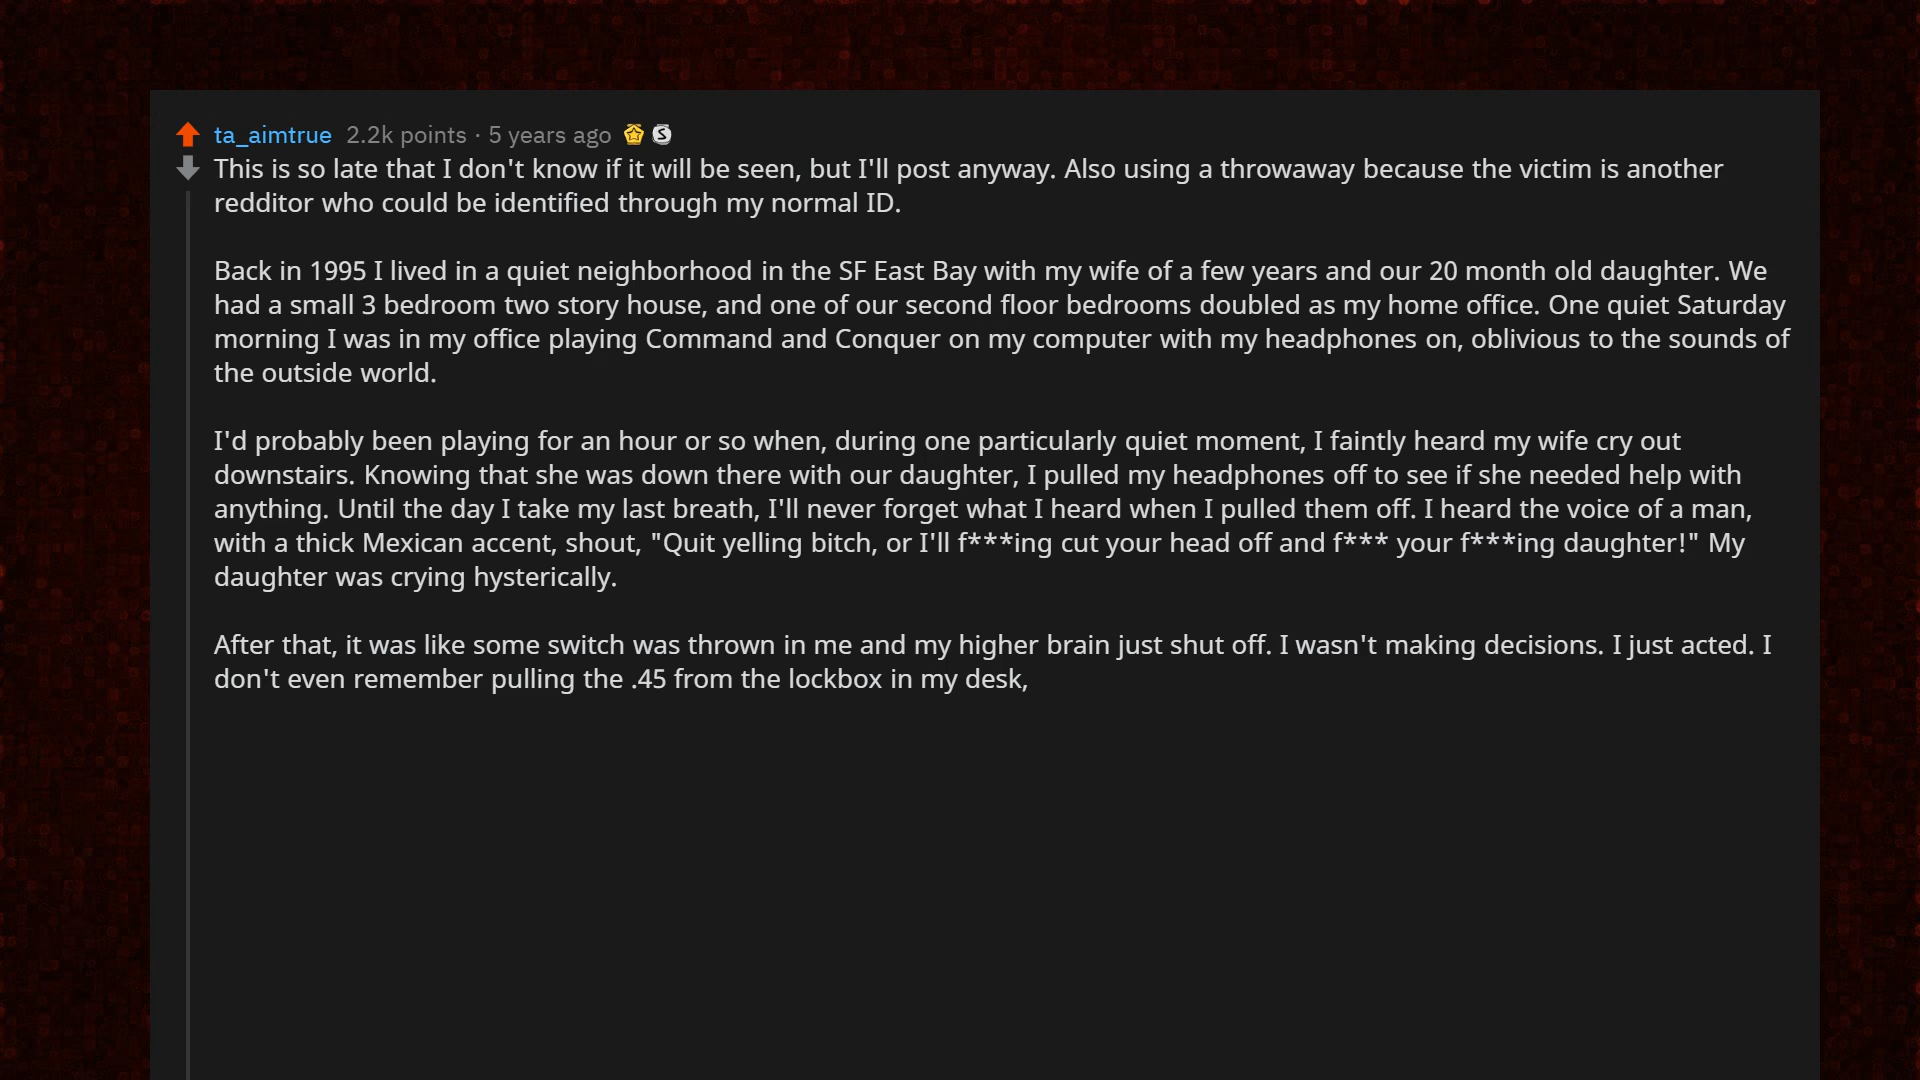 ta_aimtrue 2.2k points · 5 years ago
This is so late that I don't know if it will be seen, but I'll post anyway. Also using a throwaway because the victim is another
redditor who could be identified through my normal ID.
Back in 1995 I lived in a quiet neighborhood in the SF East Bay with my wife of a few years and our 20 month old daughter. We
had a small 3 bedroom two story house, and one of our second floor bedrooms doubled as my home office. One quiet Saturday
morning I was in my office playing Command and Conquer on my computer with my headphones on, oblivious to the sounds of
the outside world.
I'd probably been playing for an hour or so when, during one particularly quiet moment, I faintly heard my wife cry out
downstairs. Knowing that she was down there with our daughter, I pulled my headphones off to see if she needed help with
anything. Until the day I take my last breath, I'll never forget what I heard when I pulled them off. I heard the voice of a man,
with a thick Mexican accent, shout, "Quit yelling bitch, or I'll f***ing cut your head off and f*** your f***ing daughter!" My
daughter was crying hysterically.
After that, it was like some switch was thrown in me and my higher brain just shut off. I wasn't making decisions. I just acted. I
don't even remember pulling the .45 from the lockbox in my desk,